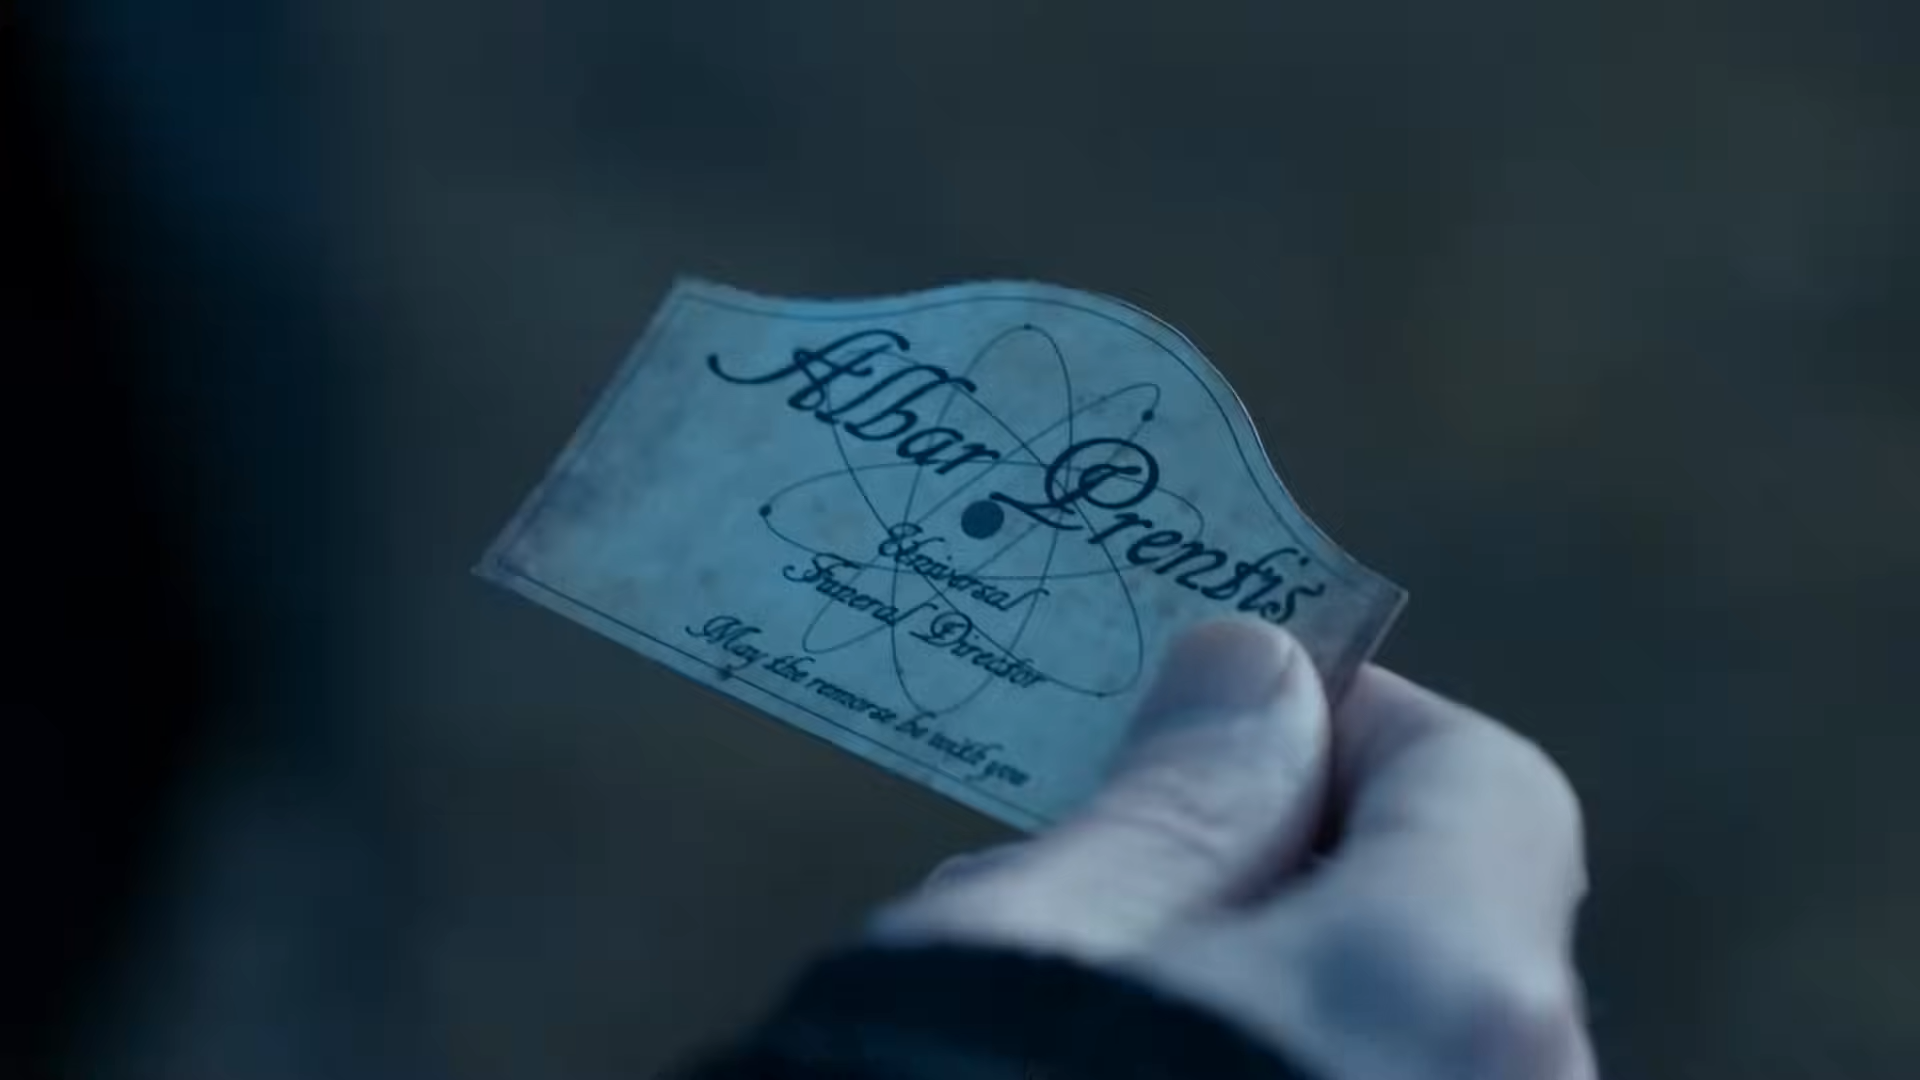 Albar Prentis
Universal
Funeral Director
May the remorse be with you